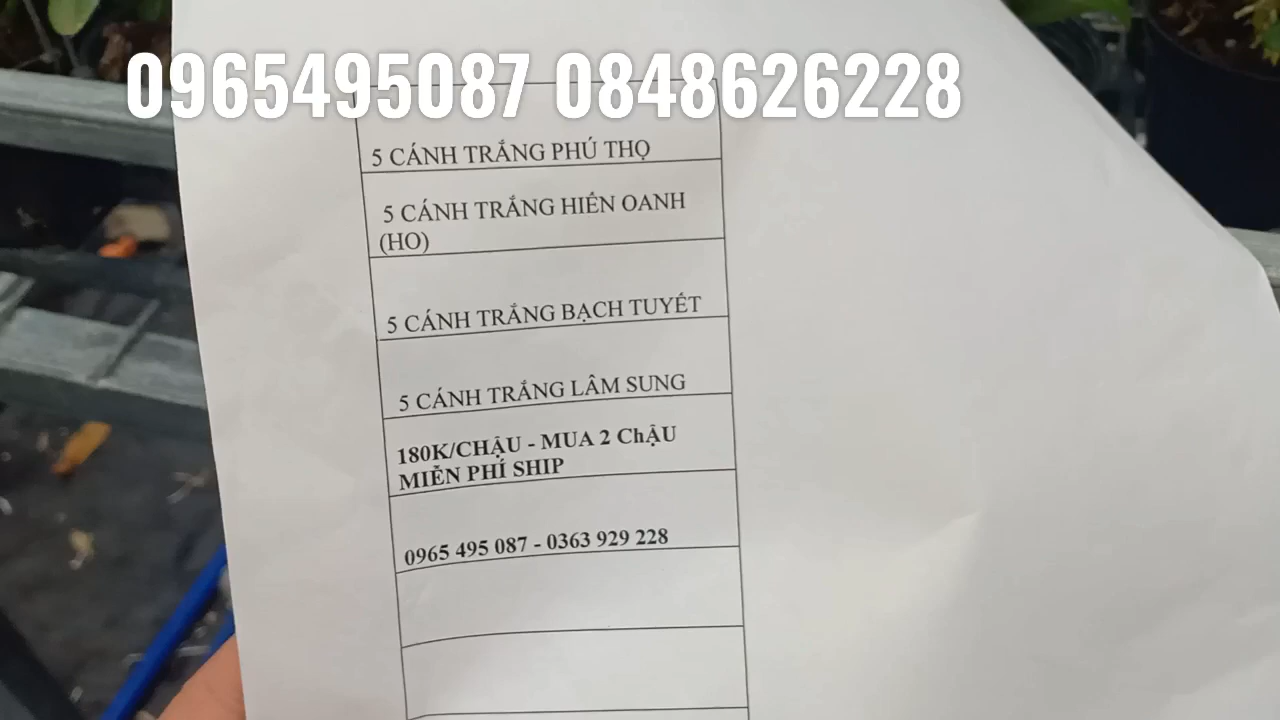 0965495087 0848626228
5 CÁNH TRẮNG PHÚ THỌ
5 CÁNH TRẮNG HIỂN OANH
(HO)
5 CÁNH TRẮNG BẠCH TUYẾT
5 CÁNH TRẮNG LÂM SUNG
180K/CHẬU - MUA 2 ChẬU
MIỄN PHÍ SHIP
0965 495 087 - 0363 929 228